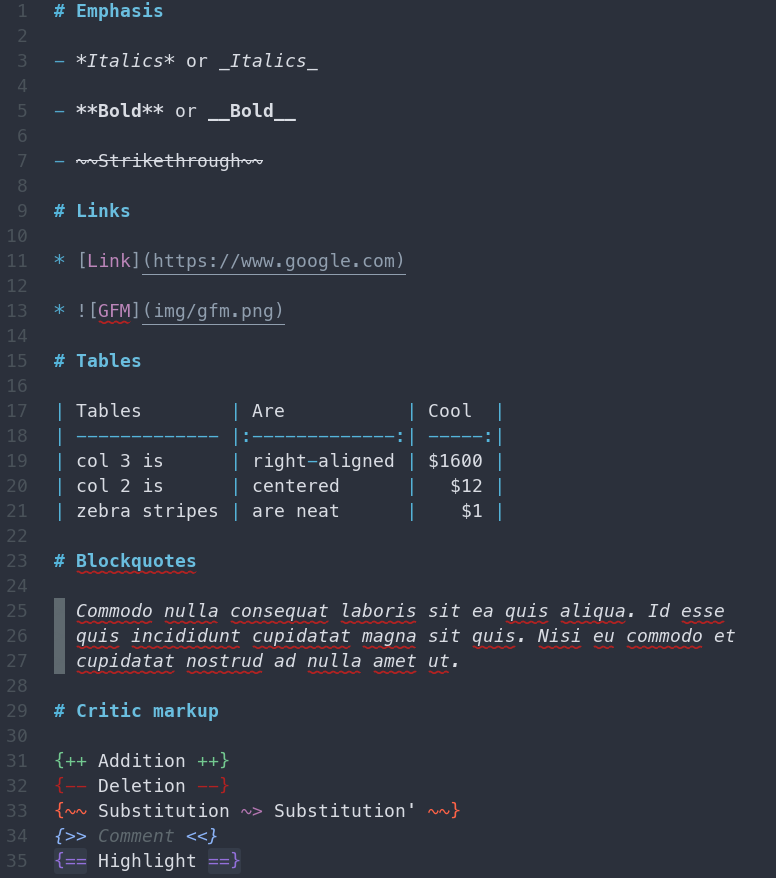 1 # Emphasis
2
3 - *Italics* or _Italics_
4
5 - **Bold** or __Bold__
6
7 - ~~Strikethrough~~
8
9 # Links
10
11 * [Link](https://www.google.com)
12
13 * ![GFM](img/gfm.png)
14
15 # Tables
16
17 | Tables        | Are           | Cool  |
18 | ------------- |:-------------:| -----:|
19 | col 3 is      | right-aligned | $1600 |
20 | col 2 is      | centered      |   $12 |
21 | zebra stripes | are neat      |    $1 |
22
23 # Blockquotes
24
25 Commodo nulla consequat laboris sit ea quis aliqua. Id esse
26 quis incididunt cupidatat magna sit quis. Nisi eu commodo et
27 cupidatat nostrud ad nulla amet ut.
28
29 # Critic markup
30
31 {++ Addition ++}
32 {-- Deletion --}
33 {~~ Substitution ~> Substitution' ~~}
34 {>> Comment <<}
35 {== Highlight ==}